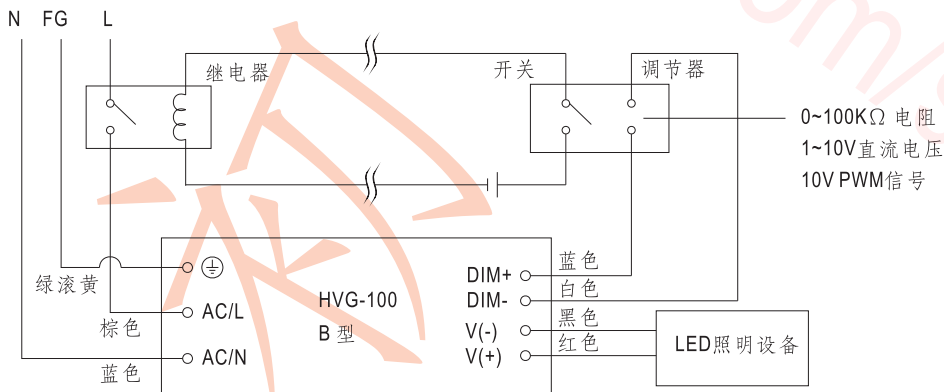 N FG L
继电器
开关
调节器
0~100KΩ 电阻
1~10V直流电压
10V PWM信号
绿滚黄
棕色
蓝色
AC/L
AC/N
HVG-100
B 型
DIM+
DIM-
V(-)
V(+)
蓝色
白色
黑色
红色
LED照明设备